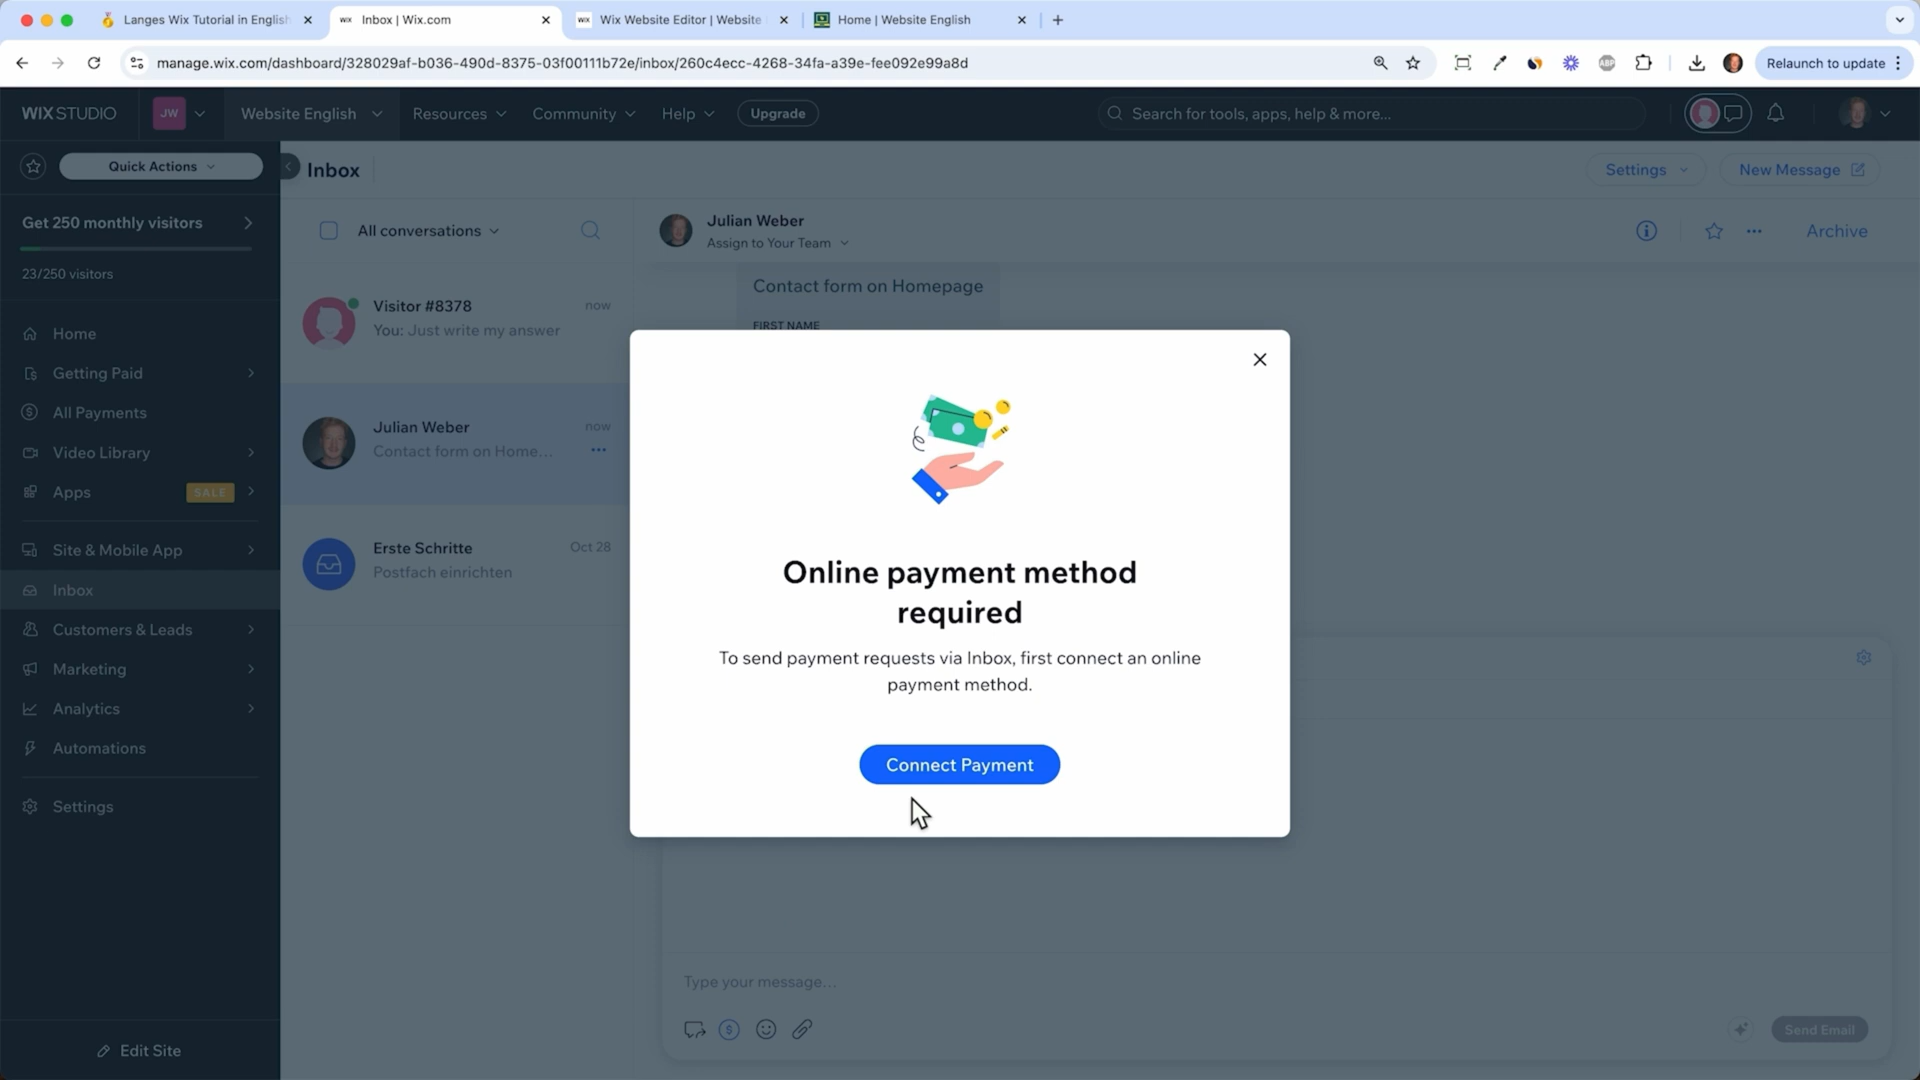 Langes Wix Tutorial in English
WIX Inbox | Wix.com
WIX Wix Website Editor | Website
Home | Website English
manage.wix.com/dashboard/328029af-b036-490d-8375-03f00111b72e/inbox/260c4ecc-4268-34fa-a39e-fee092e99a8d
ABP
Relaunch to update
WIX STUDIO
JW
Website English
Resources
Community
Help
Upgrade
Search for tools, apps, help & more...
Quick Actions
Get 250 monthly visitors
23/250 visitors
Home
Getting Paid
All Payments
Video Library
Apps
SALE
Site & Mobile App
Inbox
Customers & Leads
Marketing
Analytics
Automations
Settings
Edit Site
Inbox
Settings
New Message
All conversations
Visitor #8378
now
You: Just write my answer
Julian Weber
now
Contact form on Home...
Erste Schritte
Oct 28
Postfach einrichten
Julian Weber
Assign to Your Team
Archive
Contact form on Homepage
FIRST NAME
Online payment method
required
To send payment requests via Inbox, first connect an online
payment method.
Connect Payment
Type your message...
Send Email